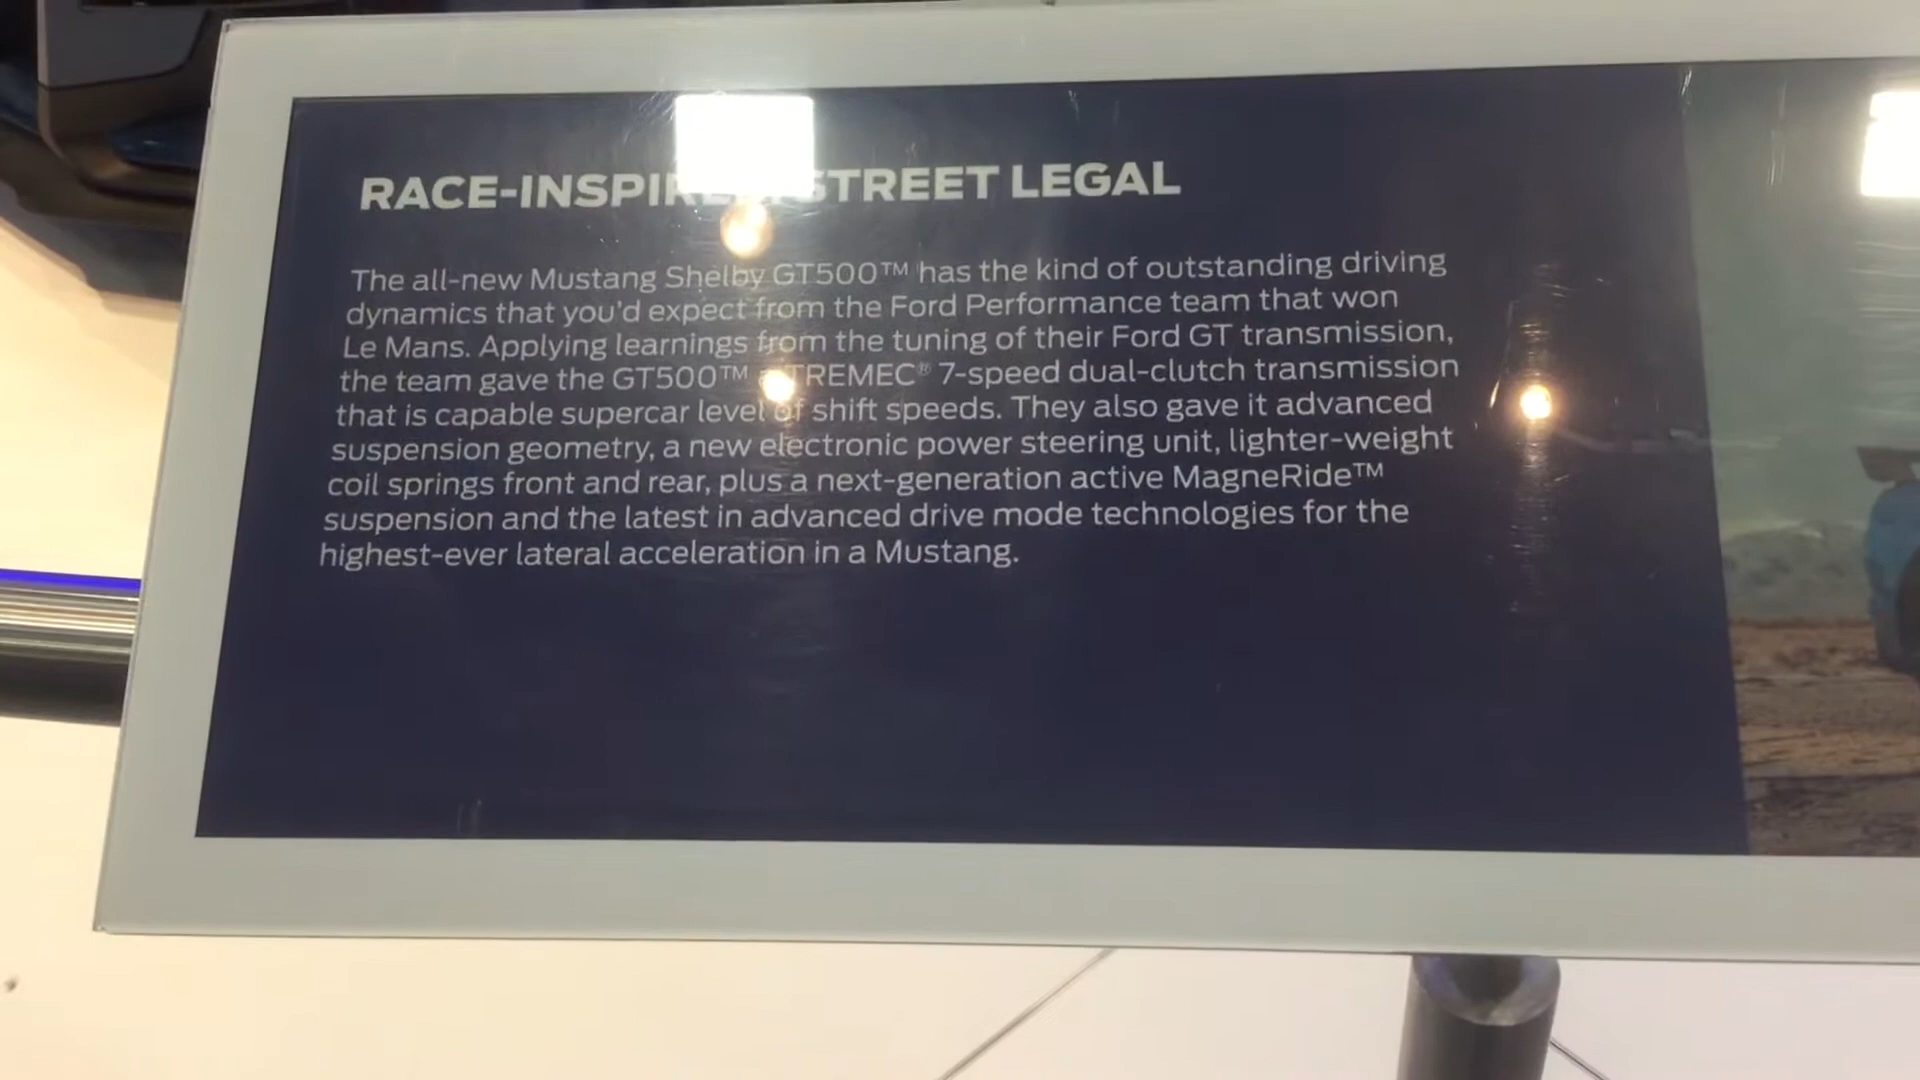 RACE-INSPIRED. STREET LEGAL
The all-new Mustang Shelby GT500™ has the kind of outstanding driving
dynamics that you'd expect from the Ford Performance team that won
Le Mans. Applying learnings from the tuning of their Ford GT transmission,
the team gave the GT500™ a TREMEC® 7-speed dual-clutch transmission
that is capable supercar level of shift speeds. They also gave it advanced
suspension geometry, a new electronic power steering unit, lighter-weight
coil springs front and rear, plus a next-generation active MagneRide™
suspension and the latest in advanced drive mode technologies for the
highest-ever lateral acceleration in a Mustang.